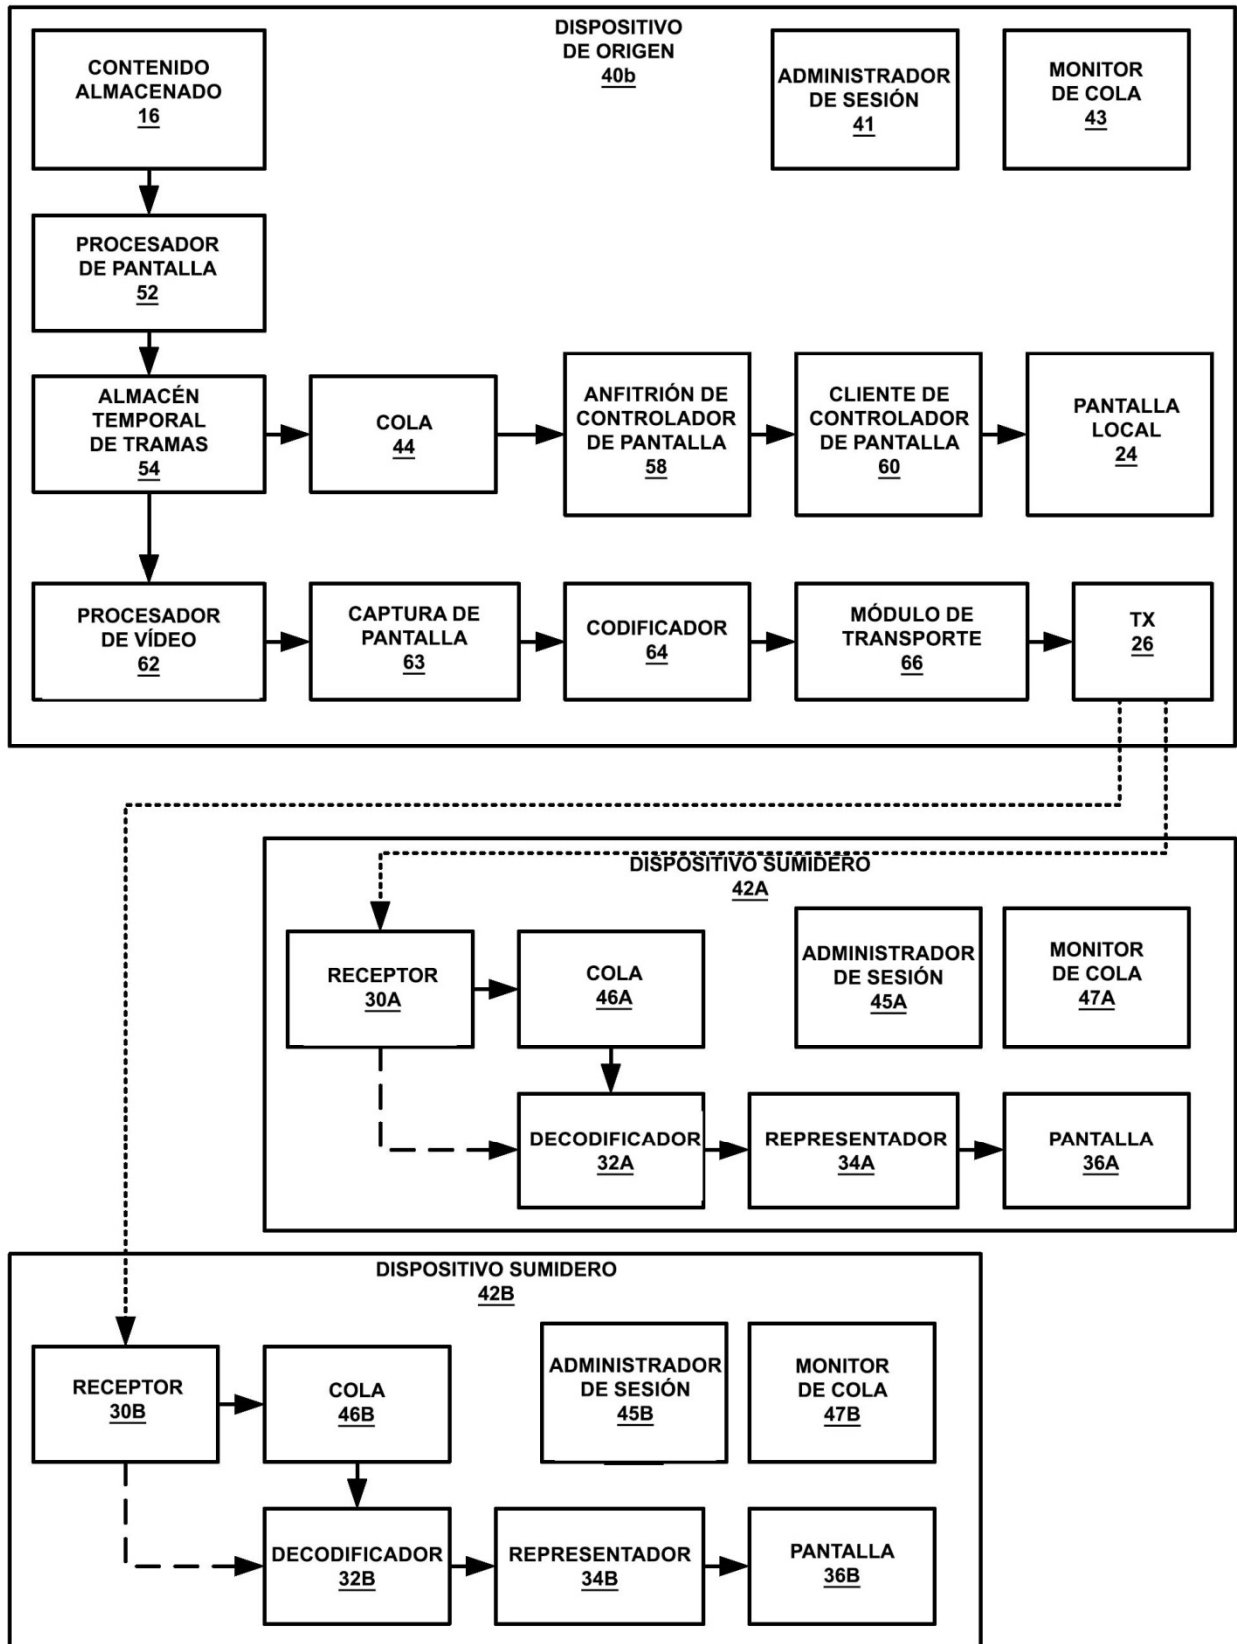 DISPOSITIVO
DE ORIGEN
40b
CONTENIDO
ALMACENADO
16
ADMINISTRADOR
DE SESIÓN
41
MONITOR
DE COLA
43
PROCESADOR
DE PANTALLA
52
ALMACÉN
TEMPORAL
DE TRAMAS
54
COLA
44
ANFITRIÓN DE
CONTROLADOR
DE PANTALLA
58
CLIENTE DE
CONTROLADOR
DE PANTALLA
60
PANTALLA
LOCAL
24
PROCESADOR
DE VÍDEO
62
CAPTURA DE
PANTALLA
63
CODIFICADOR
64
MÓDULO DE
TRANSPORTE
66
TX
26
DISPOSITIVO SUMIDERO
42A
RECEPTOR
30A
COLA
46A
ADMINISTRADOR
DE SESIÓN
45A
MONITOR
DE COLA
47A
DECODIFICADOR
32A
REPRESENTADOR
34A
PANTALLA
36A
DISPOSITIVO SUMIDERO
42B
RECEPTOR
30B
COLA
46B
ADMINISTRADOR
DE SESIÓN
45B
MONITOR
DE COLA
47B
DECODIFICADOR
32B
REPRESENTADOR
34B
PANTALLA
36B